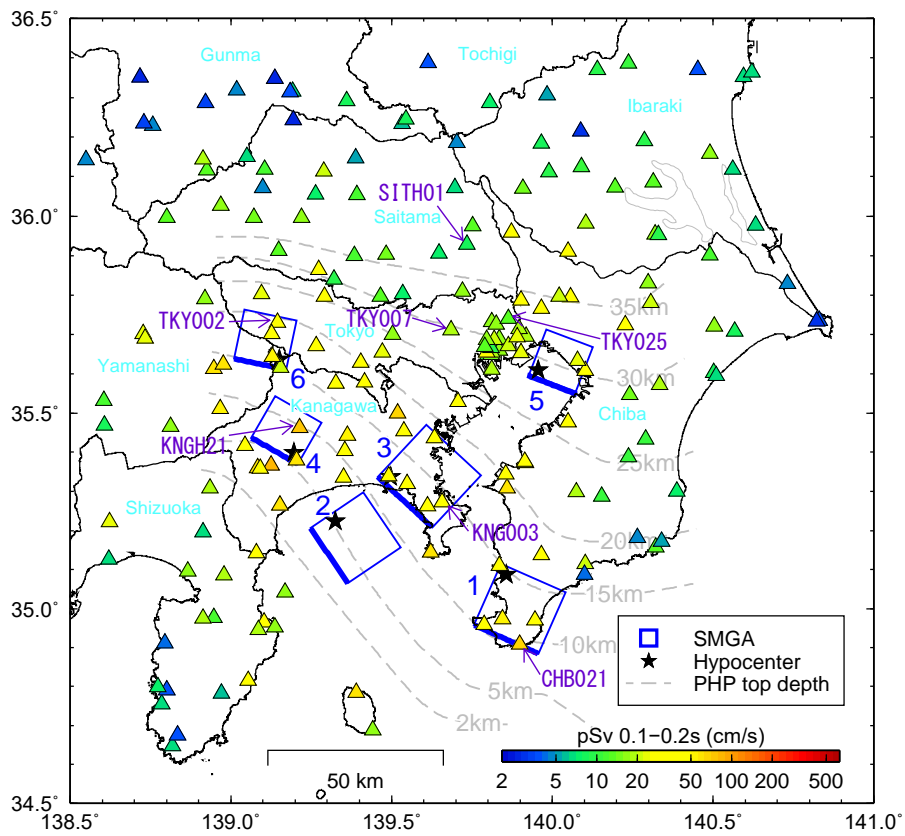 36.5°
36.0°
35.5°
35.0°
34.5°
138.5°
139.0°
139.5°
140.0°
140.5°
141.0°
Gunma
Tochigi
Ibaraki
SITH01
Saitama
35km
TKY002
TKY007
Tokyo
TKY025
Yamanashi
6
30km
5
Kanagawa
Chiba
KNGH21
4
3
25km
Shizuoka
2
KNG003
20km
1
15km
10km
CHB021
5km
2km
SMGA
Hypocenter
PHP top depth
50 km
pSv 0.1−0.2s (cm/s)
2 5 10 20 50 100 200 500